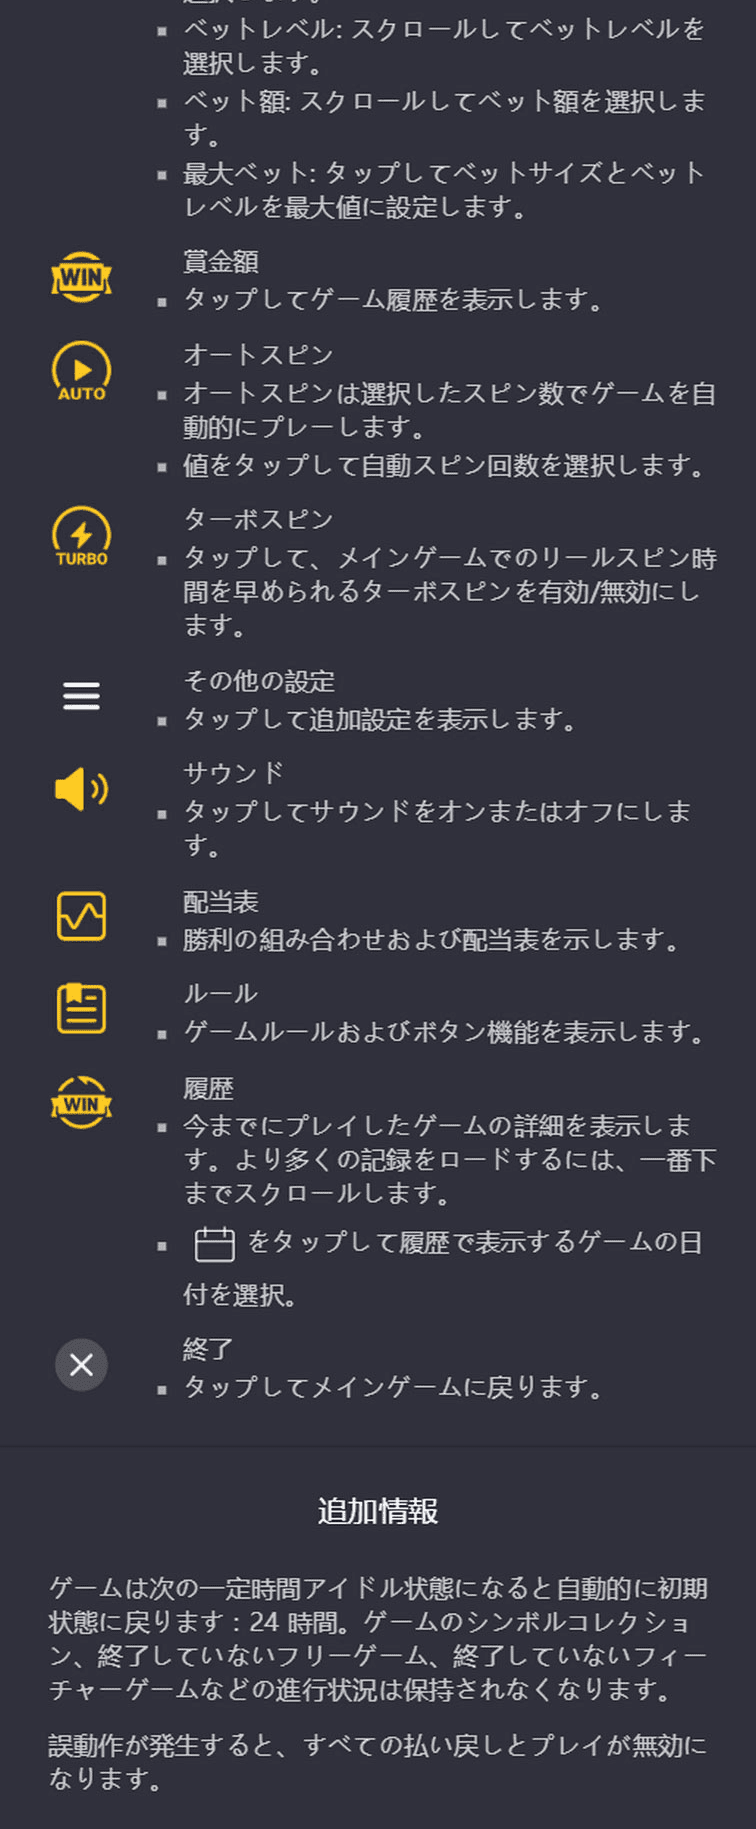 ベットレベル: スクロールしてベットレベルを
選択します。
ベット額: スクロールしてベット額を選択しま
す。
最大ベット: タップしてベットサイズとベット
レベルを最大値に設定します。
WIN
賞金額
タップしてゲーム履歴を表示します。
AUTO
オートスピン
オートスピンは選択したスピン数でゲームを自
動的にプレーします。
値をタップして自動スピン回数を選択します。
TURBO
ターボスピン
タップして、メインゲームでのリールスピン時
間を早められるターボスピンを有効/無効にし
ます。
その他の設定
タップして追加設定を表示します。
サウンド
タップしてサウンドをオンまたはオフにしま
す。
配当表
勝利の組み合わせおよび配当表を示します。
ルール
ゲームルールおよびボタン機能を表示します。
WIN
履歴
今までにプレイしたゲームの詳細を表示しま
す。より多くの記録をロードするには、一番下
までスクロールします。
をタップして履歴で表示するゲームの日
付を選択。
終了
タップしてメインゲームに戻ります。
追加情報
ゲームは次の一定時間アイドル状態になると自動的に初期
状態に戻ります：24 時間。ゲームのシンボルコレクショ
ン、終了していないフリーゲーム、終了していないフィー
チャーゲームなどの進行状況は保持されなくなります。
誤動作が発生すると、すべての払い戻しとプレイが無効に
なります。